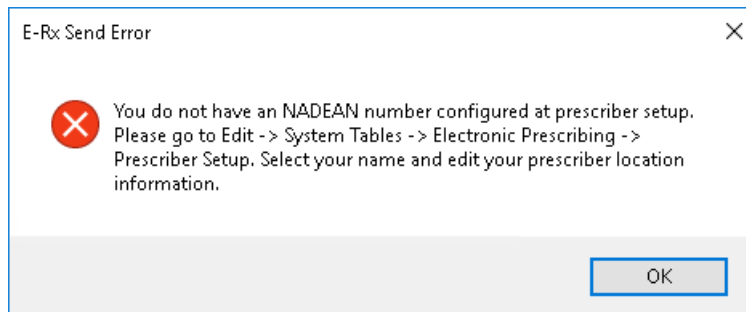 E-Rx Send Error
You do not have an NADEAN number configured at prescriber setup.
Please go to Edit -> System Tables -> Electronic Prescribing ->
Prescriber Setup. Select your name and edit your prescriber location
information.
OK